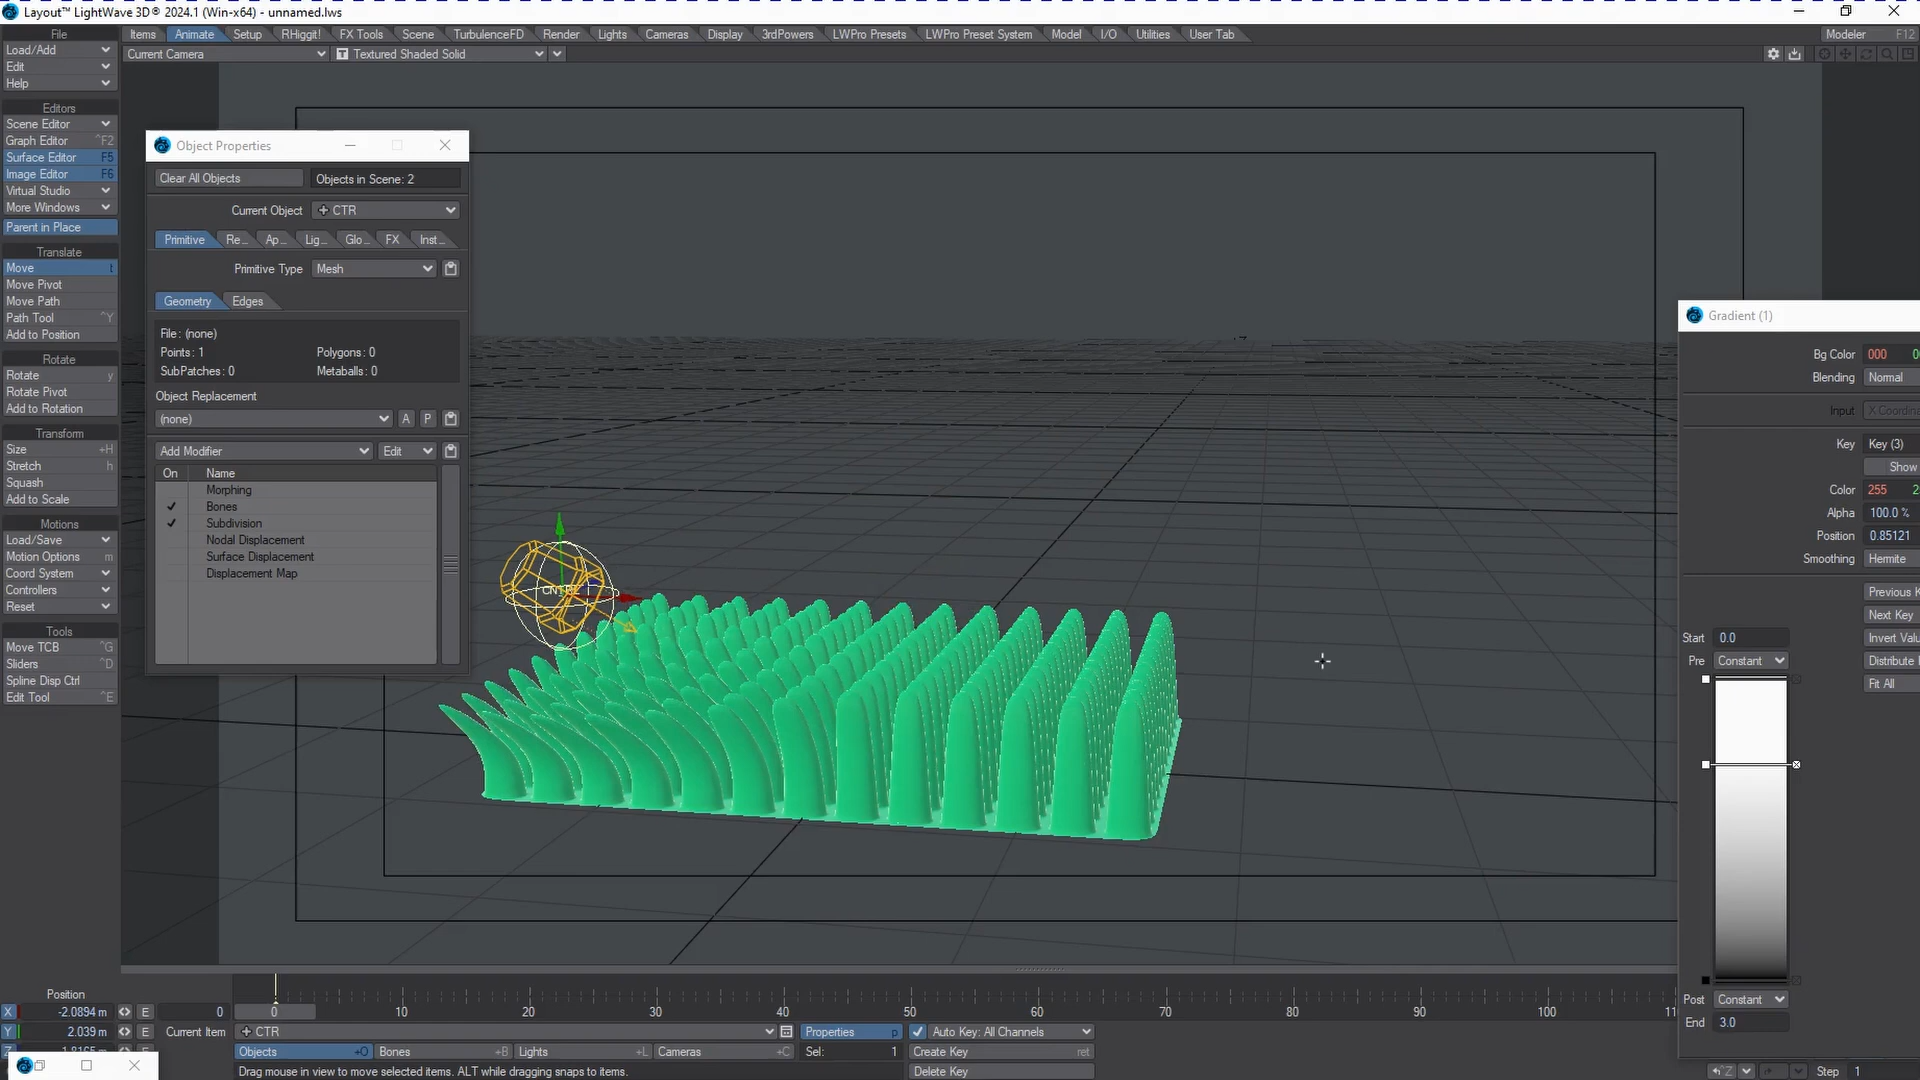 Layout™ LightWave 3D® 2024.1 (Win-x64) - unnamed.lws
File Items Animate Setup RHiggit! FX Tools Scene TurbulenceFD Render Lights Cameras Display 3rdPowers LWPro Presets LWPro Preset System Model I/O Utilities User Tab Modeler F12
Load/Add Current Camera Textured Shaded Solid
Edit
Help
Editors
Scene Editor
Graph Editor ^F2
Surface Editor F5
Image Editor F6
Virtual Studio
More Windows
Parent in Place
Translate
Move t
Move Pivot
Move Path
Path Tool ^Y
Add to Position
Rotate
Rotate y
Rotate Pivot
Add to Rotation
Transform
Size +H
Stretch h
Squash
Add to Scale
Motions
Load/Save
Motion Options m
Coord System
Controllers
Reset
Tools
Move TCB ^G
Sliders ^D
Spline Disp Ctrl
Edit Tool ^E
Object Properties
Clear All Objects Objects in Scene: 2
Current Object CTR
Primitive Re... Ap... Lig... Glo... FX Inst...
Primitive Type Mesh
Geometry Edges
File: (none)
Points: 1 Polygons: 0
SubPatches: 0 Metaballs: 0
Object Replacement
(none) A P
Add Modifier Edit
On Name
Morphing
Bones
Subdivision
Nodal Displacement
Surface Displacement
Displacement Map
Gradient (1)
Bg Color 000
Blending Normal
Input X Coordin
Key Key (3)
Show
Color 255 2
Alpha 100.0 %
Position 0.85121
Smoothing Hermite
Previous K
Next Key
Start 0.0 Invert Valu
Pre Constant Distribute
Fit All
Post Constant
End 3.0
Position
X -2.0894 m E 0 0 10 20 30 40 50 60 70 80 90 100 11
Y 2.039 m E Current Item CTR Properties p Auto Key: All Channels
Z E Objects +O Bones +B Lights +L Cameras +C Sel: 1 Create Key ret
Drag mouse in view to move selected items. ALT while dragging snaps to items. Delete Key ^Z Step 1